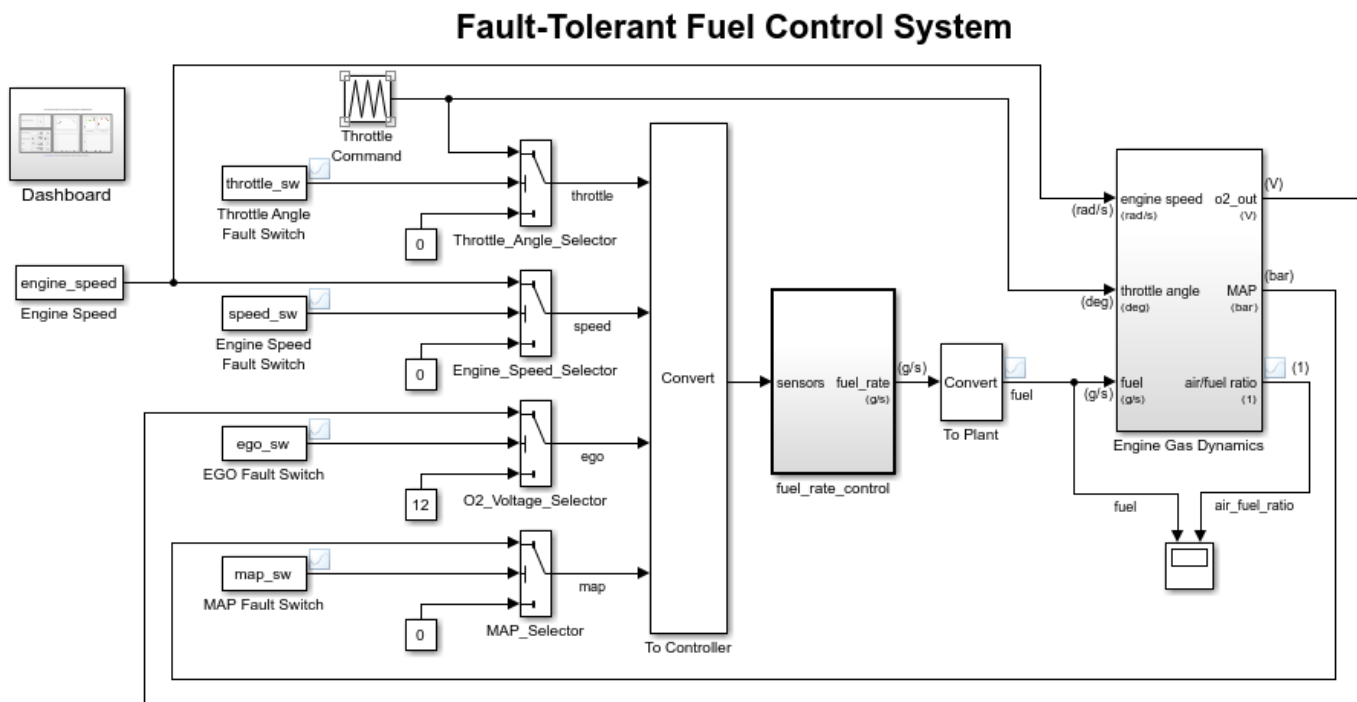 Fault-Tolerant Fuel Control System
Dashboard
Throttle
Command
throttle_sw
Throttle Angle
Fault Switch
0
Throttle_Angle_Selector
throttle
engine_speed
Engine Speed
speed_sw
Engine Speed
Fault Switch
0
Engine_Speed_Selector
speed
ego_sw
EGO Fault Switch
12
O2_Voltage_Selector
ego
map_sw
MAP Fault Switch
0
MAP_Selector
map
Convert
To Controller
sensors fuel_rate
(g/s)
fuel_rate_control
(g/s)
Convert
To Plant
fuel
(rad/s)
(deg)
(g/s)
engine speed o2_out
(rad/s) (V)
throttle angle MAP
(deg) (bar)
fuel air/fuel ratio
(g/s) (1)
Engine Gas Dynamics
(V)
(bar)
(1)
fuel
air_fuel_ratio